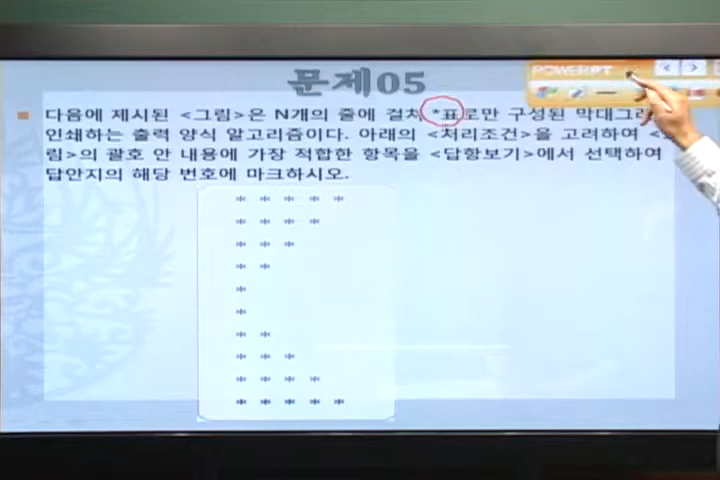 문제05
POWERPNT
다음에 제시된 <그림>은 N개의 줄에 걸쳐 *표로만 구성된 막대그래
인쇄하는 출력 양식 알고리즘이다. 아래의 <처리조건>을 고려하여 <
림>의 괄호 안 내용에 가장 적합한 항목을 <답항보기>에서 선택하여
답안지의 해당 번호에 마크하시오.
* * * * *
* * * *
* * *
* *
*
*
* *
* * *
* * * *
* * * * *